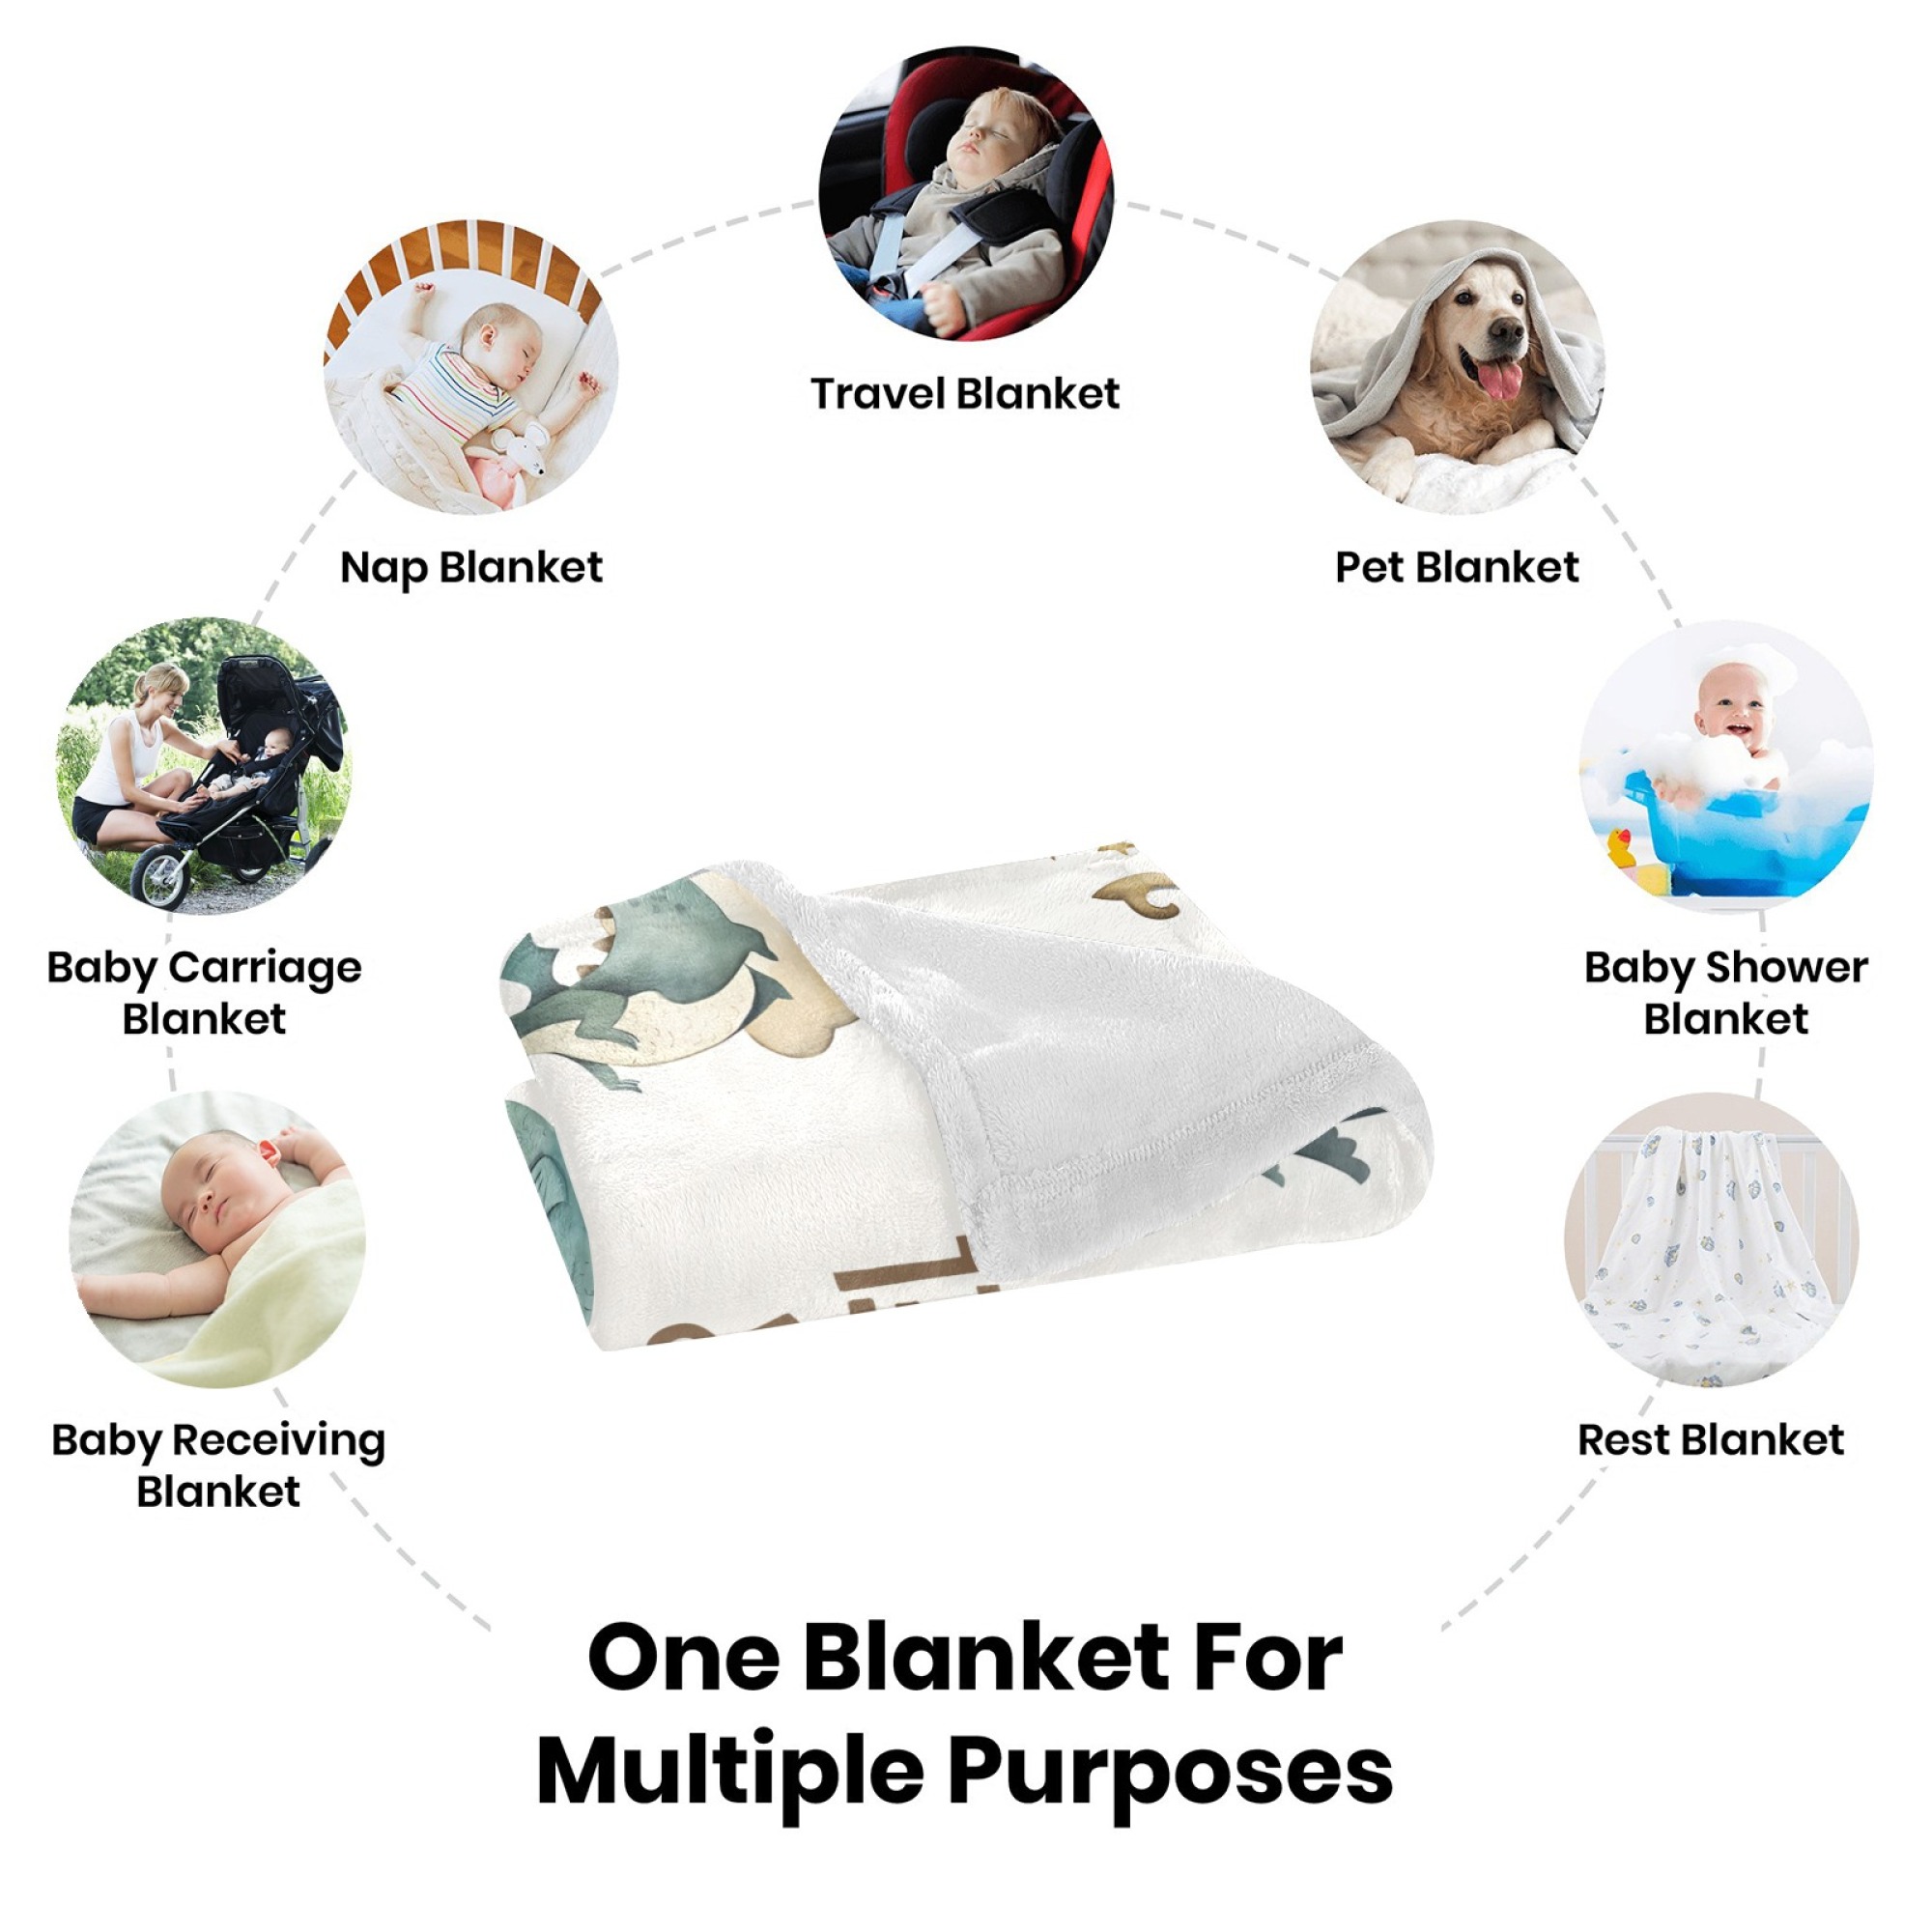 Travel Blanket
Nap Blanket
Pet Blanket
Baby Carriage
Blanket
Baby Shower
Blanket
Baby Receiving
Blanket
Rest Blanket
One Blanket For
Multiple Purposes